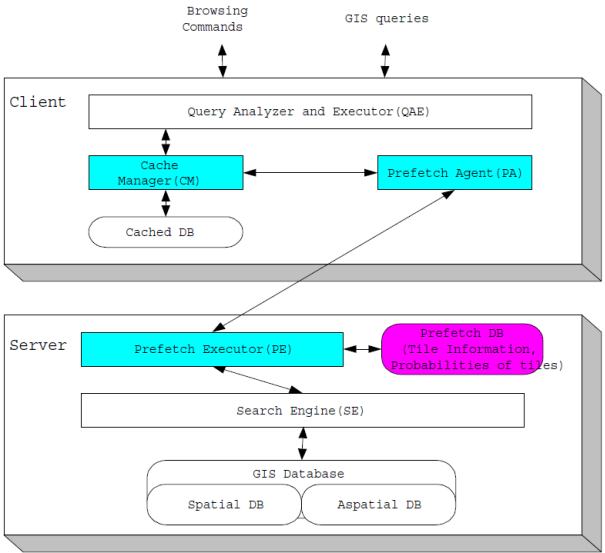 Browsing
Commands
GIS queries
Client
Query Analyzer and Executor(QAE)
Cache
Manager(CM)
Prefetch Agent(PA)
Cached DB
Server
Prefetch Executor(PE)
Prefetch DB
(Tile Information,
Probabilities of tiles)
Search Engine(SE)
GIS Database
Spatial DB
Aspatial DB